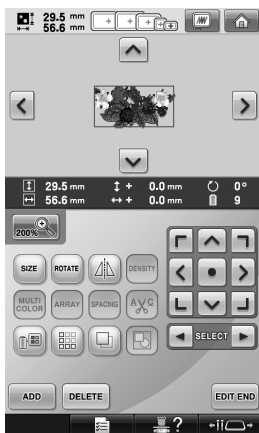 29.5 mm
56.6 mm
29.5 mm + 0.0 mm 0°
56.6 mm + 0.0 mm 9
200%
SIZE ROTATE DENSITY
MULTI COLOR ARRAY SPACING A C
SELECT
ADD DELETE EDIT END
?